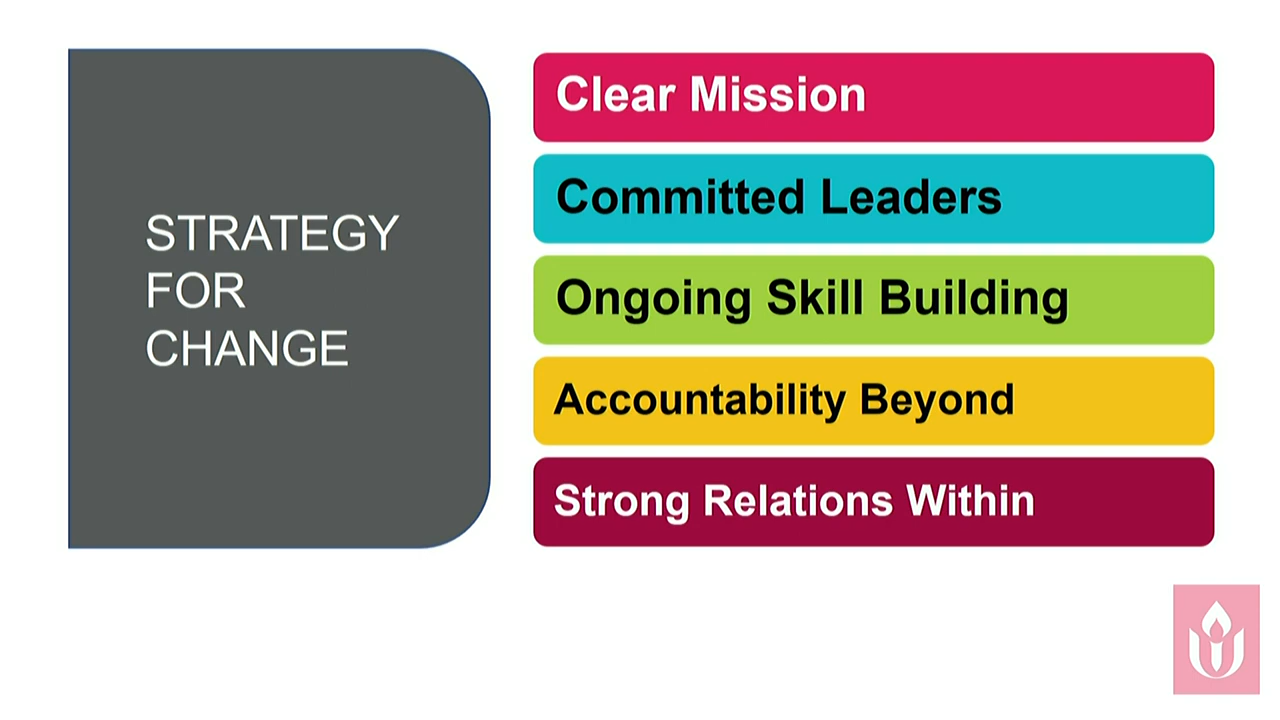 STRATEGY
FOR
CHANGE
Clear Mission
Committed Leaders
Ongoing Skill Building
Accountability Beyond
Strong Relations Within